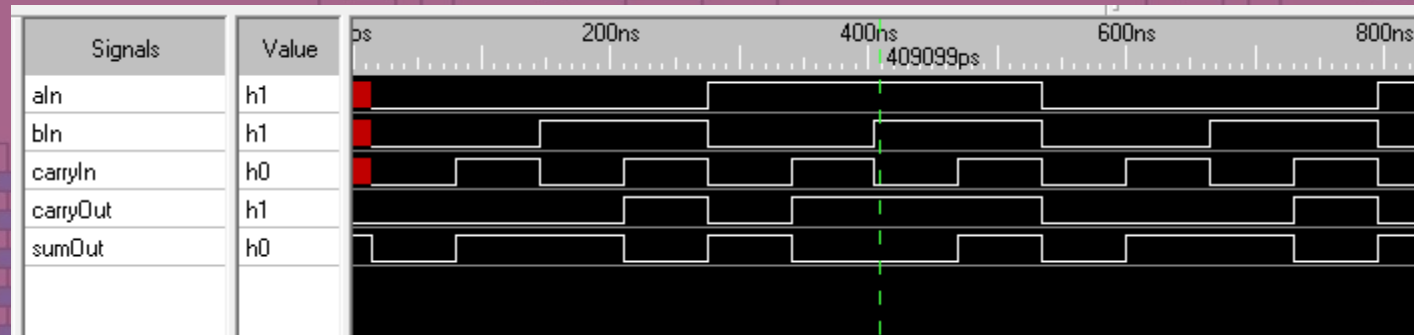 Signals Value ps 200ns 400ns 600ns 800ns
409099ps
aIn h1
bIn h1
carryIn h0
carryOut h1
sumOut h0